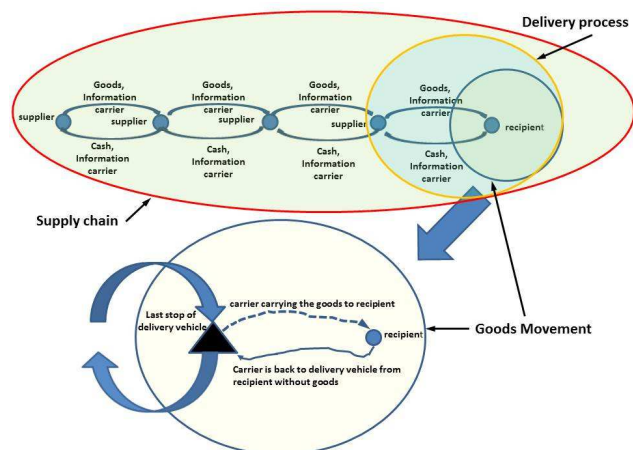 Delivery process
Goods,
Information
carrier
Goods,
Information
carrier
Goods,
Information
carrier
Goods,
Information
carrier
supplier
supplier
supplier
supplier
recipient
Cash,
Information
carrier
Cash,
Information
carrier
Cash,
Information
carrier
Cash,
Information
carrier
Supply chain
Last stop of
delivery vehicle
carrier carrying the goods to recipient
recipient
Goods Movement
Carrier is back to delivery vehicle from
recipient without goods